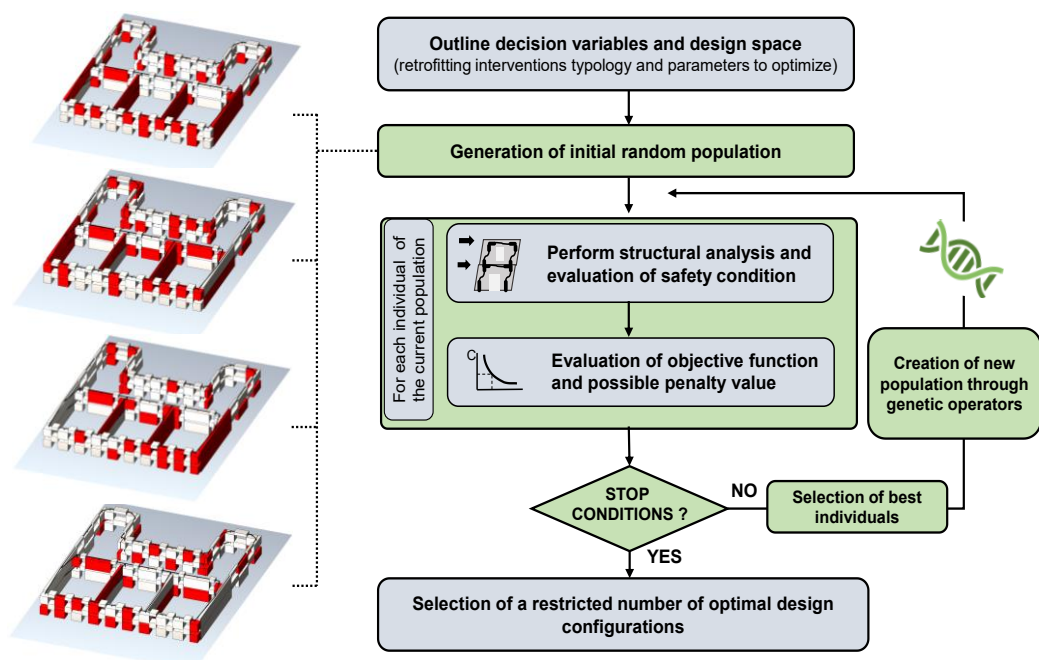 Outline decision variables and design space
(retrofitting interventions typology and parameters to optimize)
Generation of initial random population
For each individual of
the current population
Perform structural analysis and
evaluation of safety condition
C
Evaluation of objective function
and possible penalty value
Creation of new
population through
genetic operators
STOP
CONDITIONS ?
NO
Selection of best
individuals
YES
Selection of a restricted number of optimal design
configurations